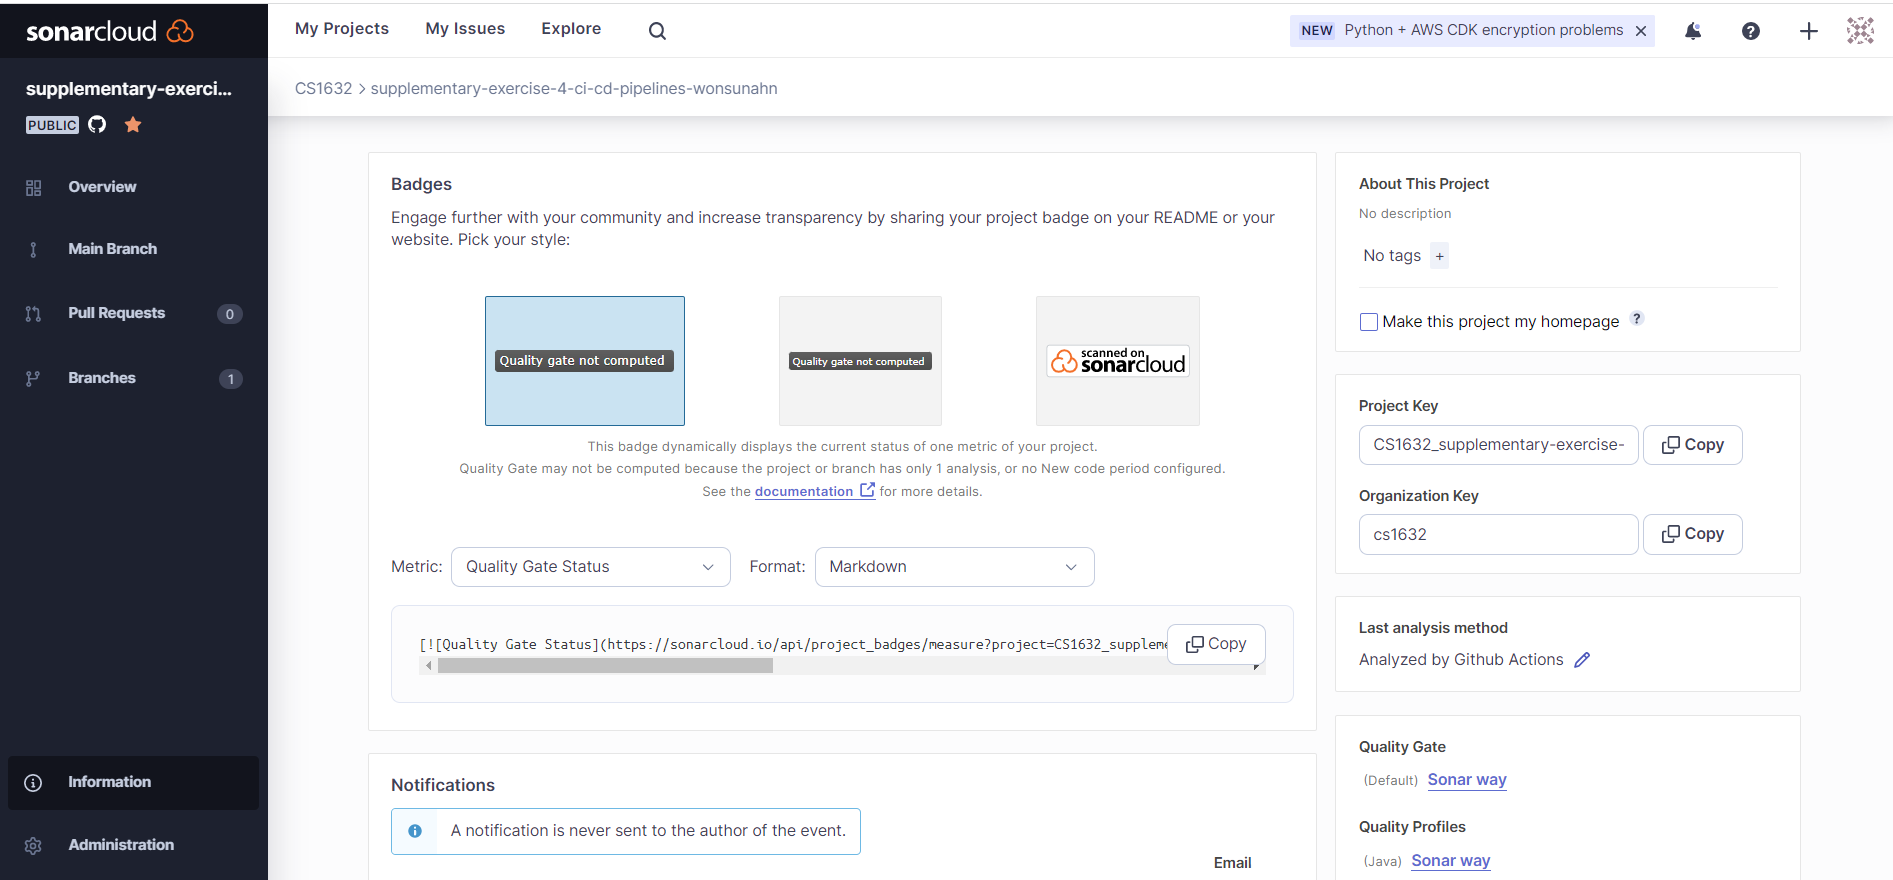 sonarcloud
My Projects
My Issues
Explore
NEW Python + AWS CDK encryption problems
supplementary-exerci...
PUBLIC
Overview
Main Branch
Pull Requests 0
Branches 1
Information
Administration
CS1632 > supplementary-exercise-4-ci-cd-pipelines-wonsunahn
Badges
Engage further with your community and increase transparency by sharing your project badge on your README or your
website. Pick your style:
Quality gate not computed
Quality gate not computed
scanned on
sonarcloud
This badge dynamically displays the current status of one metric of your project.
Quality Gate may not be computed because the project or branch has only 1 analysis, or no New code period configured.
See the documentation for more details.
Metric: Quality Gate Status
Format: Markdown
[![Quality Gate Status](https://sonarcloud.io/api/project_badges/measure?project=CS1632_suppleme
Copy
Notifications
A notification is never sent to the author of the event.
Email
About This Project
No description
No tags +
Make this project my homepage ?
Project Key
CS1632_supplementary-exercise-
Copy
Organization Key
cs1632
Copy
Last analysis method
Analyzed by Github Actions
Quality Gate
(Default) Sonar way
Quality Profiles
(Java) Sonar way